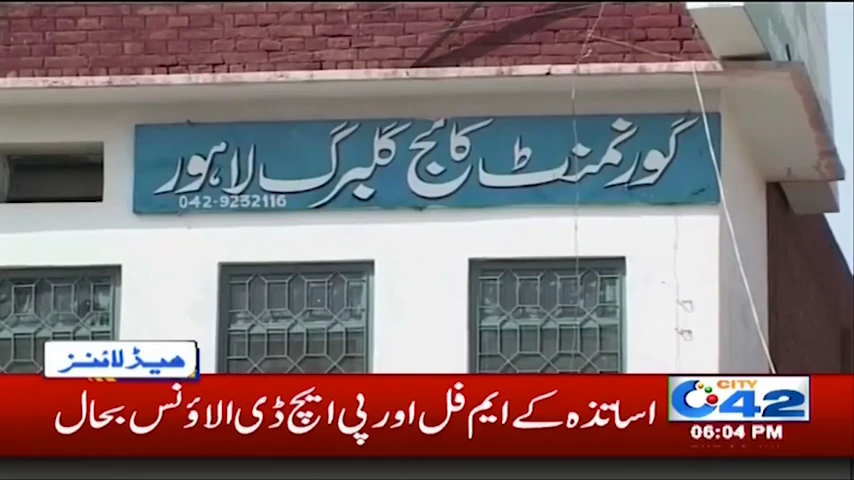 گورنمنٹ کالج گلبرگ لاہور
042-9232116
ہیڈلائنز
اساتذہ کے ایم فل اور پی ایچ ڈی الاؤنس بحال
CITY
42
06:04 PM